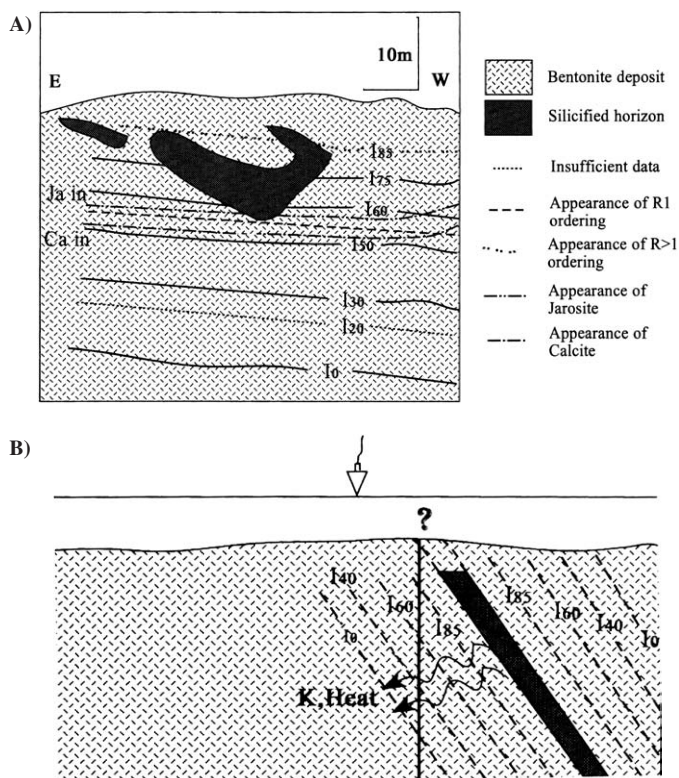 A)
10m
E
W
I85
I75
Ja in
I60
Ca in
I50
I30
I20
I0
Bentonite deposit
Silicified horizon
Insufficient data
Appearance of R1
ordering
Appearance of R>1
ordering
Appearance of
Jarosite
Appearance of
Calcite
B)
?
I40
I60
I0
I85
K,Heat
I85
I60
I40
I0